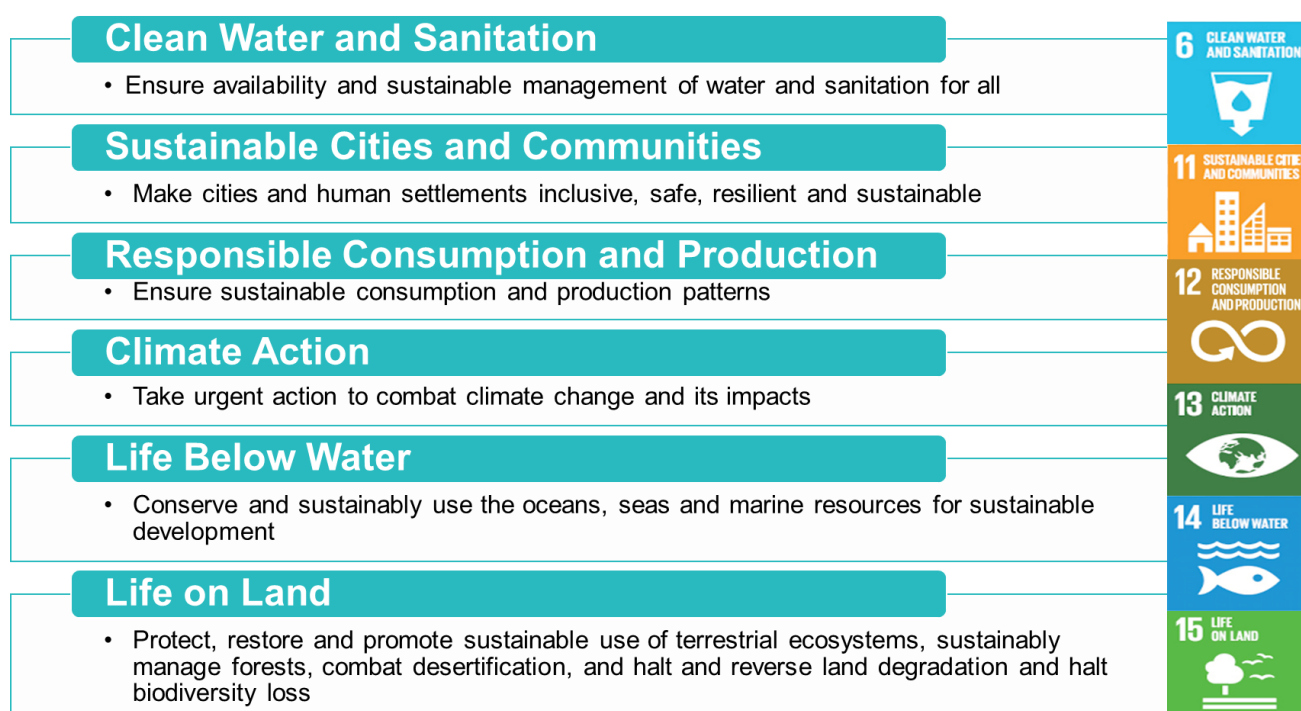 Clean Water and Sanitation
• Ensure availability and sustainable management of water and sanitation for all
Sustainable Cities and Communities
• Make cities and human settlements inclusive, safe, resilient and sustainable
Responsible Consumption and Production
• Ensure sustainable consumption and production patterns
Climate Action
• Take urgent action to combat climate change and its impacts
Life Below Water
• Conserve and sustainably use the oceans, seas and marine resources for sustainable
development
Life on Land
• Protect, restore and promote sustainable use of terrestrial ecosystems, sustainably
manage forests, combat desertification, and halt and reverse land degradation and halt
biodiversity loss
6 CLEAN WATER
AND SANITATION
11 SUSTAINABLE CITIE
AND COMMUNITIES
12 RESPONSIBLE
CONSUMPTION
AND PRODUCTION
13 CLIMATE
ACTION
14 LIFE
BELOW WATER
15 LIFE
ON LAND